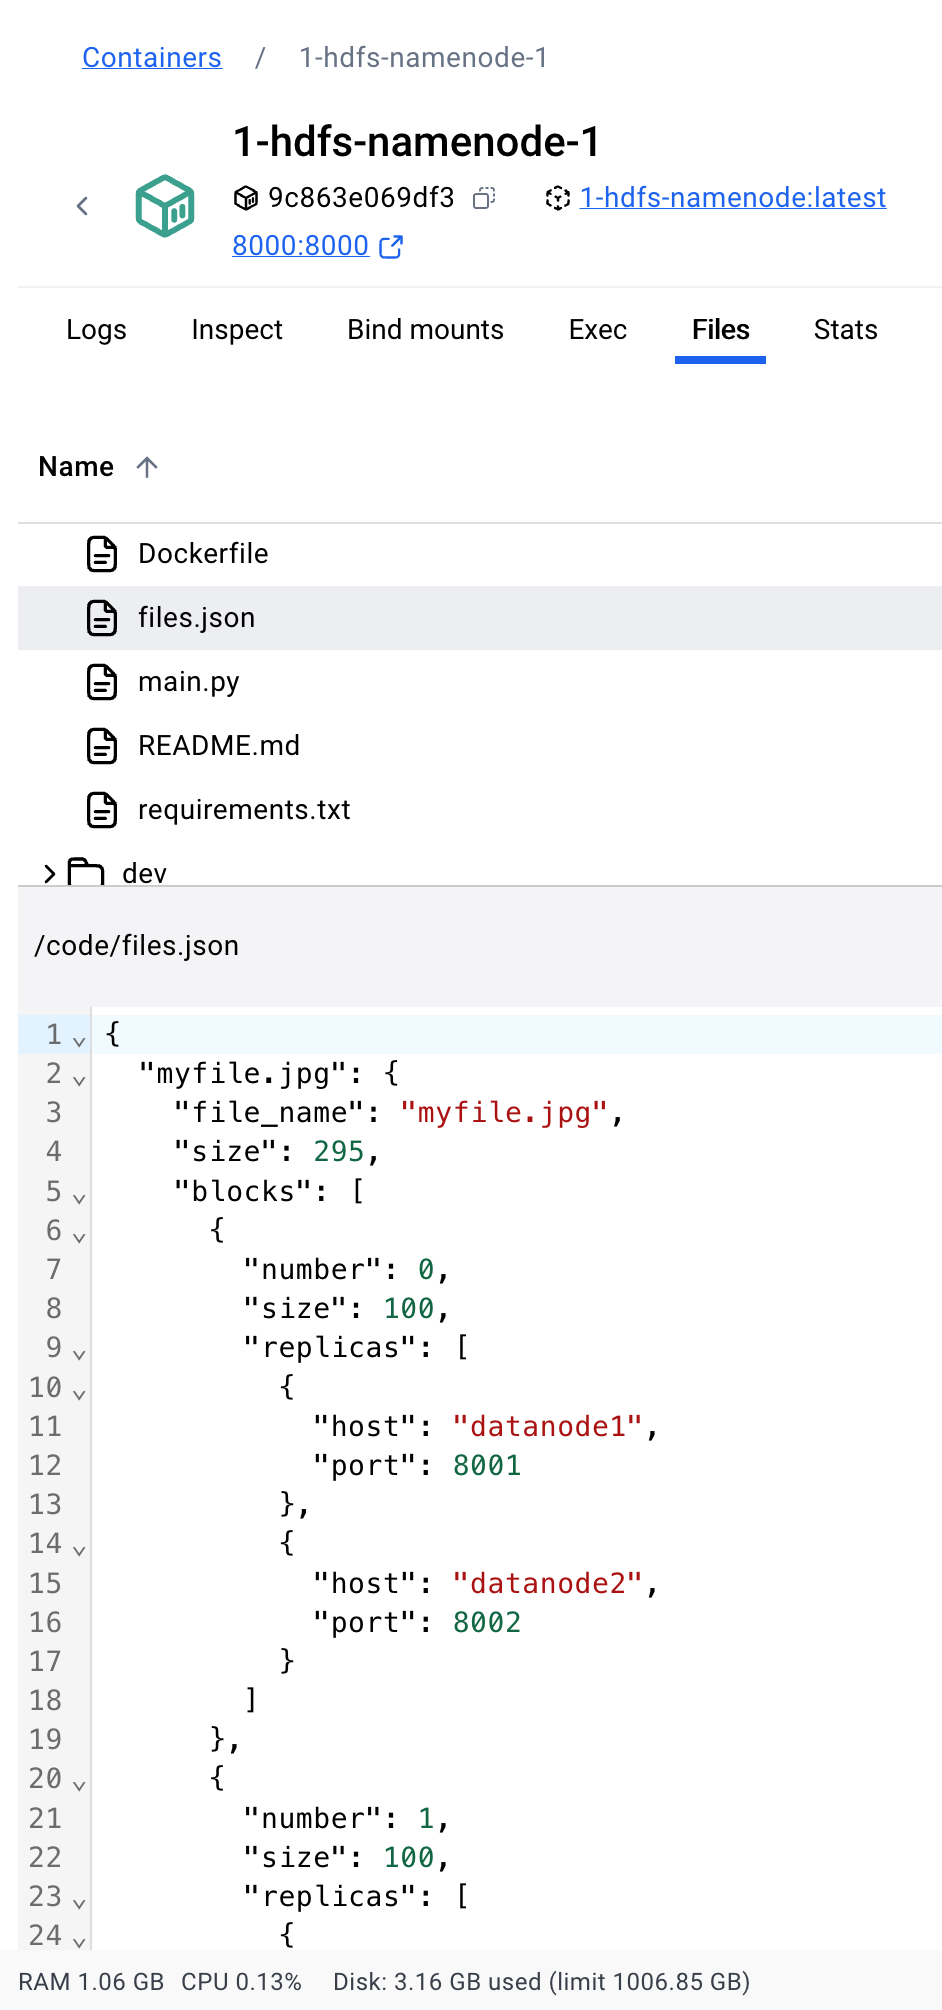 Containers / 1-hdfs-namenode-1
1-hdfs-namenode-1
9c863e069df3 1-hdfs-namenode:latest
8000:8000
Logs Inspect Bind mounts Exec Files Stats
Name
Dockerfile
files.json
main.py
README.md
requirements.txt
dev
/code/files.json
1 {
2   "myfile.jpg": {
3     "file_name": "myfile.jpg",
4     "size": 295,
5     "blocks": [
6       {
7         "number": 0,
8         "size": 100,
9         "replicas": [
10           {
11             "host": "datanode1",
12             "port": 8001
13           },
14           {
15             "host": "datanode2",
16             "port": 8002
17           }
18         ]
19       },
20       {
21         "number": 1,
22         "size": 100,
23         "replicas": [
24           {
RAM 1.06 GB CPU 0.13% Disk: 3.16 GB used (limit 1006.85 GB)